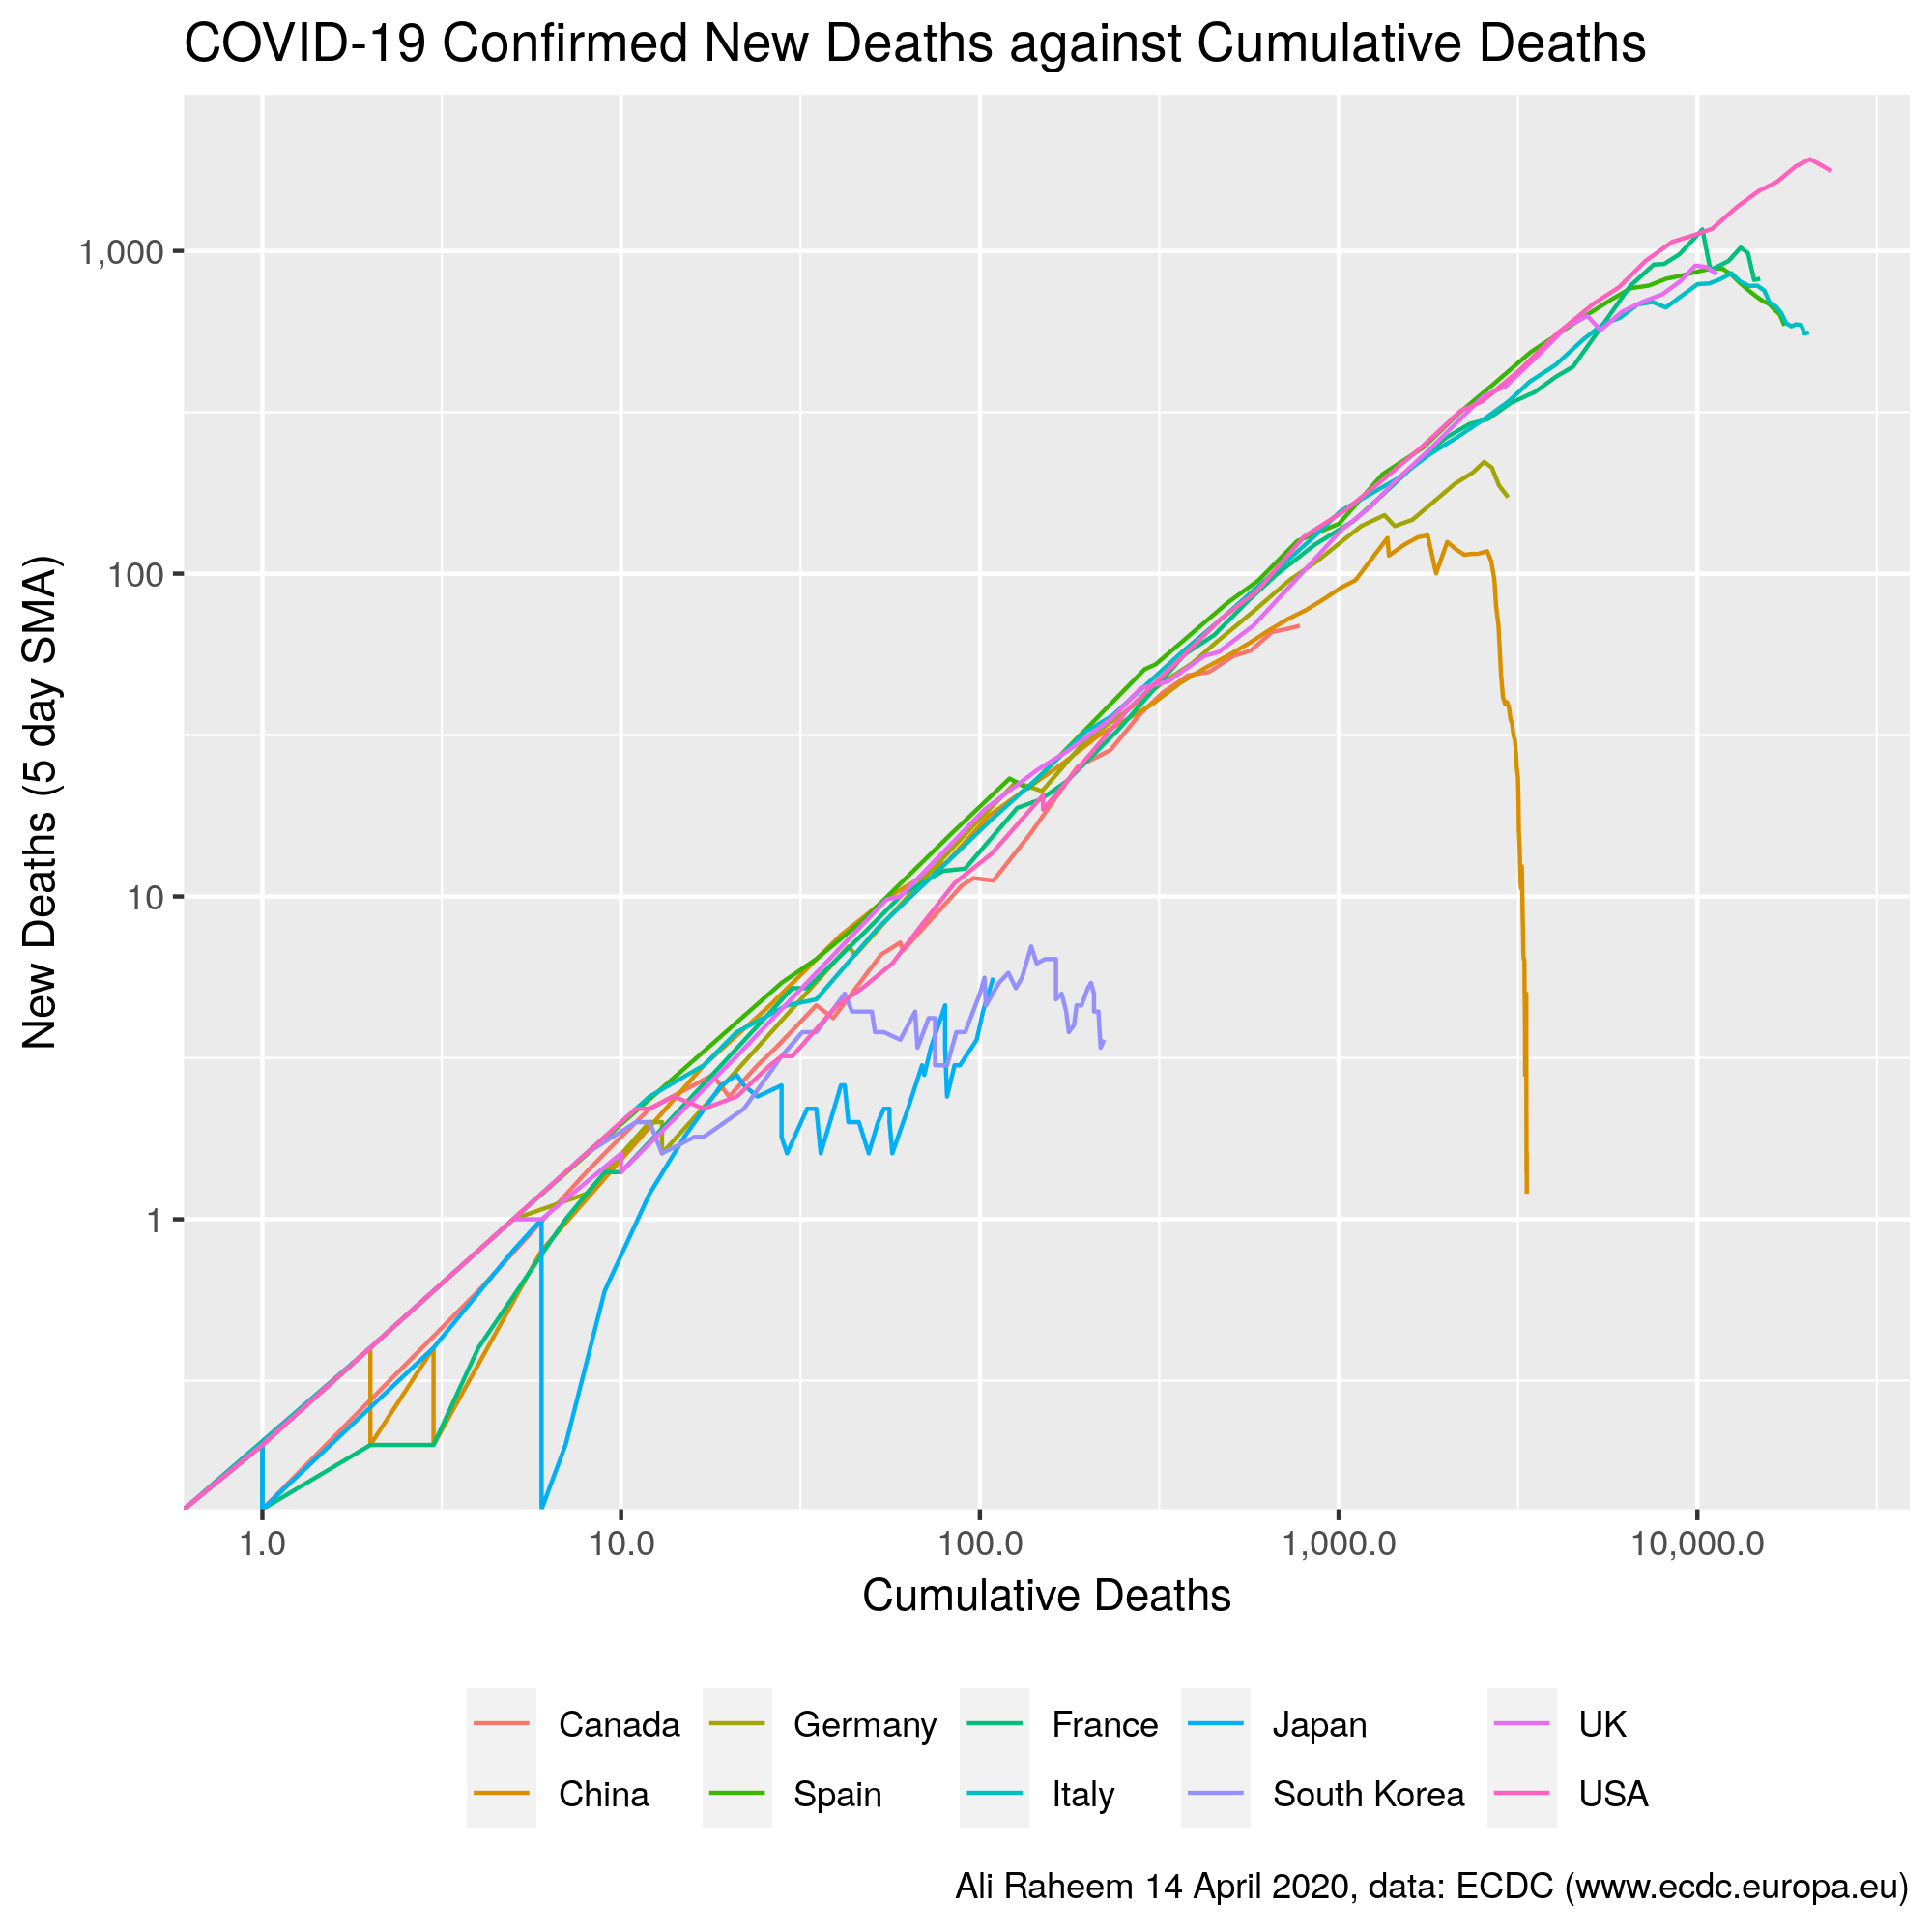 COVID-19 Confirmed New Deaths against Cumulative Deaths
New Deaths (5 day SMA)
1,000
100
10
1
1.0 10.0 100.0 1,000.0 10,000.0
Cumulative Deaths
Canada Germany France Japan UK
China Spain Italy South Korea USA
Ali Raheem 14 April 2020, data: ECDC (www.ecdc.europa.eu)